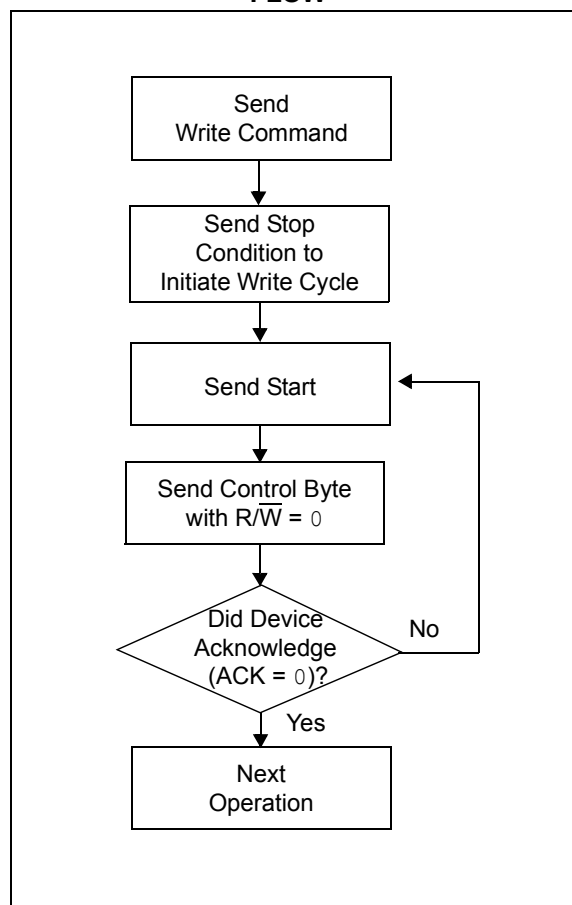 Send
Write Command
Send Stop
Condition to
Initiate Write Cycle
Send Start
Send Control Byte
with R/W̅ = 0
Did Device
Acknowledge
(ACK = 0)?
No
Yes
Next
Operation